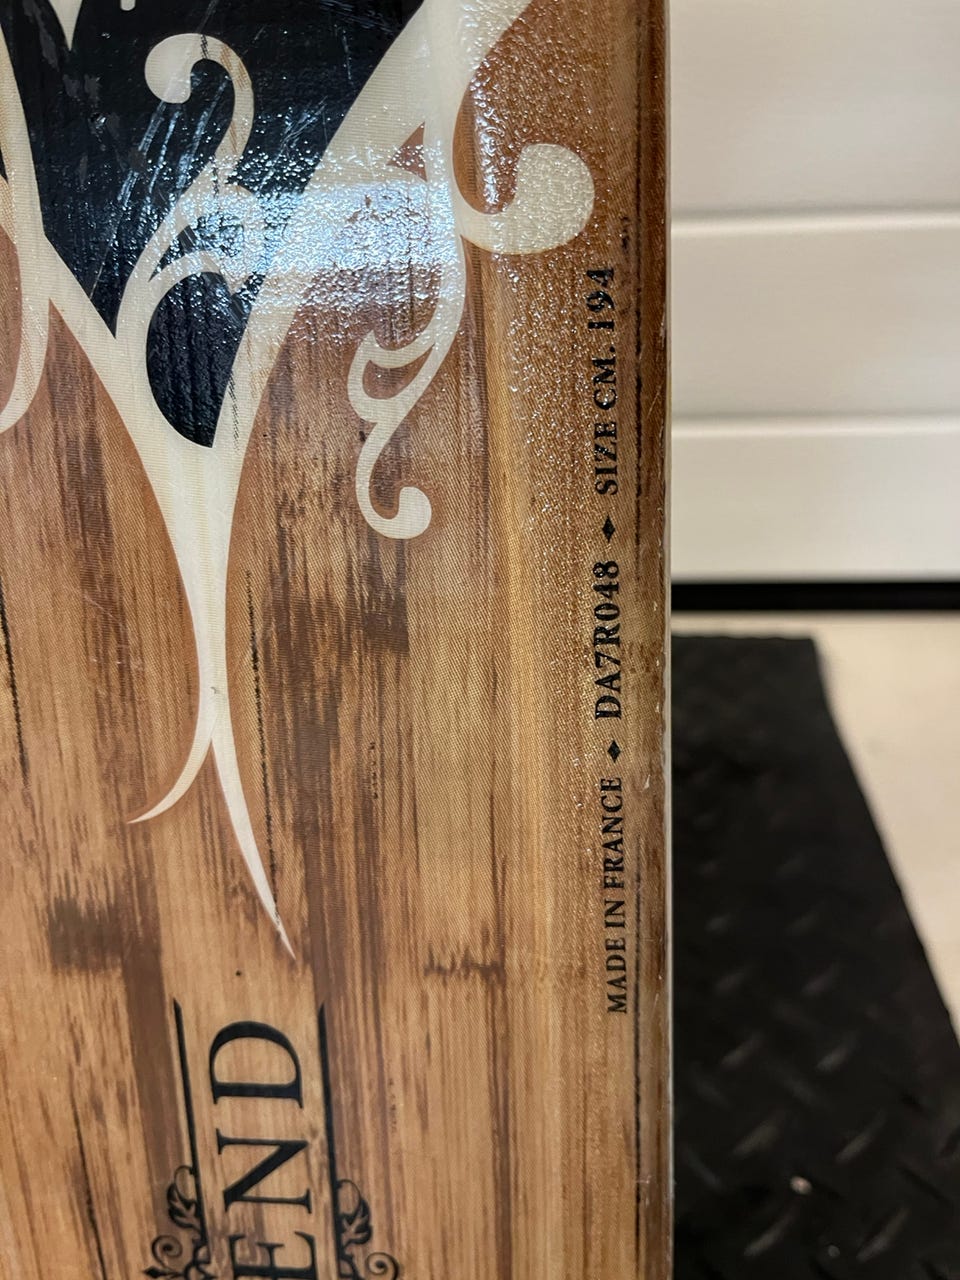 MADE IN FRANCE ♦ DA7R048 ♦ SIZE CM. 194
END